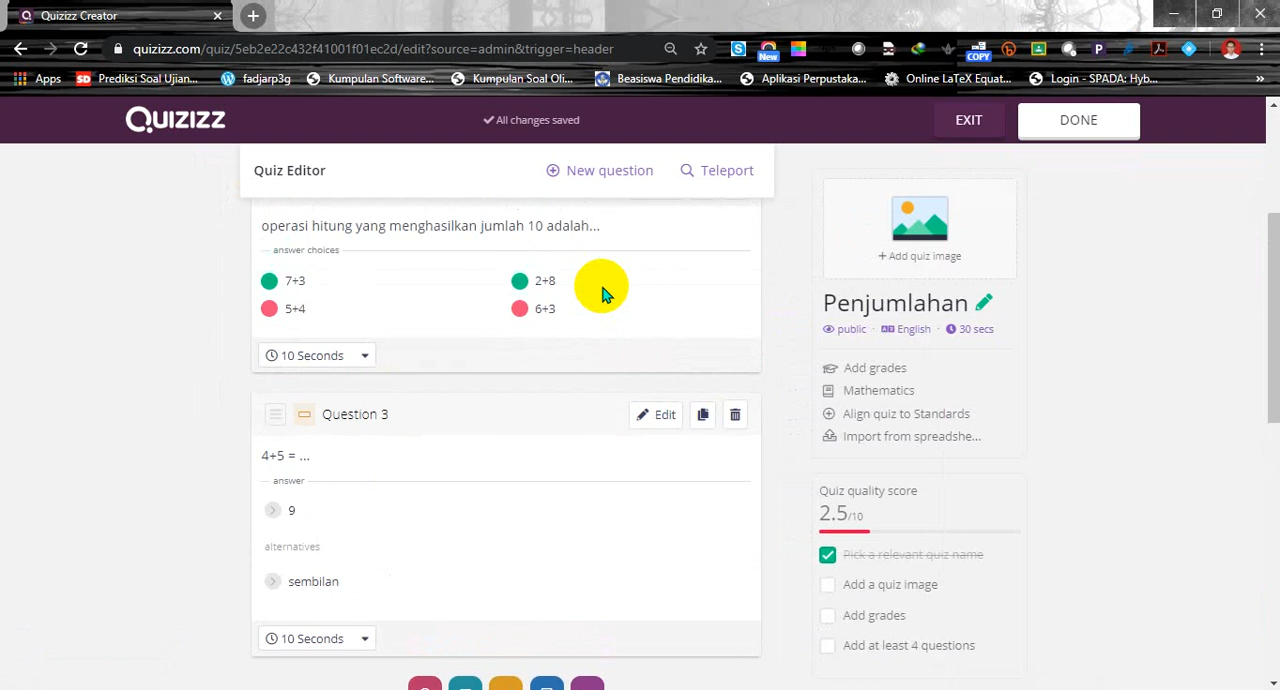 Quizizz Creator
quizizz.com/quiz/5eb2e22c432f41001f01ec2d/edit?source=admin&trigger=header
New
COPY
Apps
SD Prediksi Soal Ujian...
fadjarp3g
Kumpulan Software...
Kumpulan Soal Oli...
Beasiswa Pendidika...
Aplikasi Perpustaka...
Online LaTeX Equat...
Login - SPADA: Hyb...
»
Quizizz
All changes saved
EXIT
DONE
Quiz Editor
New question
Teleport
operasi hitung yang menghasilkan jumlah 10 adalah...
answer choices
7+3
2+8
5+4
6+3
10 Seconds
Question 3
Edit
4+5 = ...
answer
9
alternatives
sembilan
10 Seconds
+ Add quiz image
Penjumlahan
public · English · 30 secs
Add grades
Mathematics
Align quiz to Standards
Import from spreadshe...
Quiz quality score
2.5/10
Pick a relevant quiz name
Add a quiz image
Add grades
Add at least 4 questions